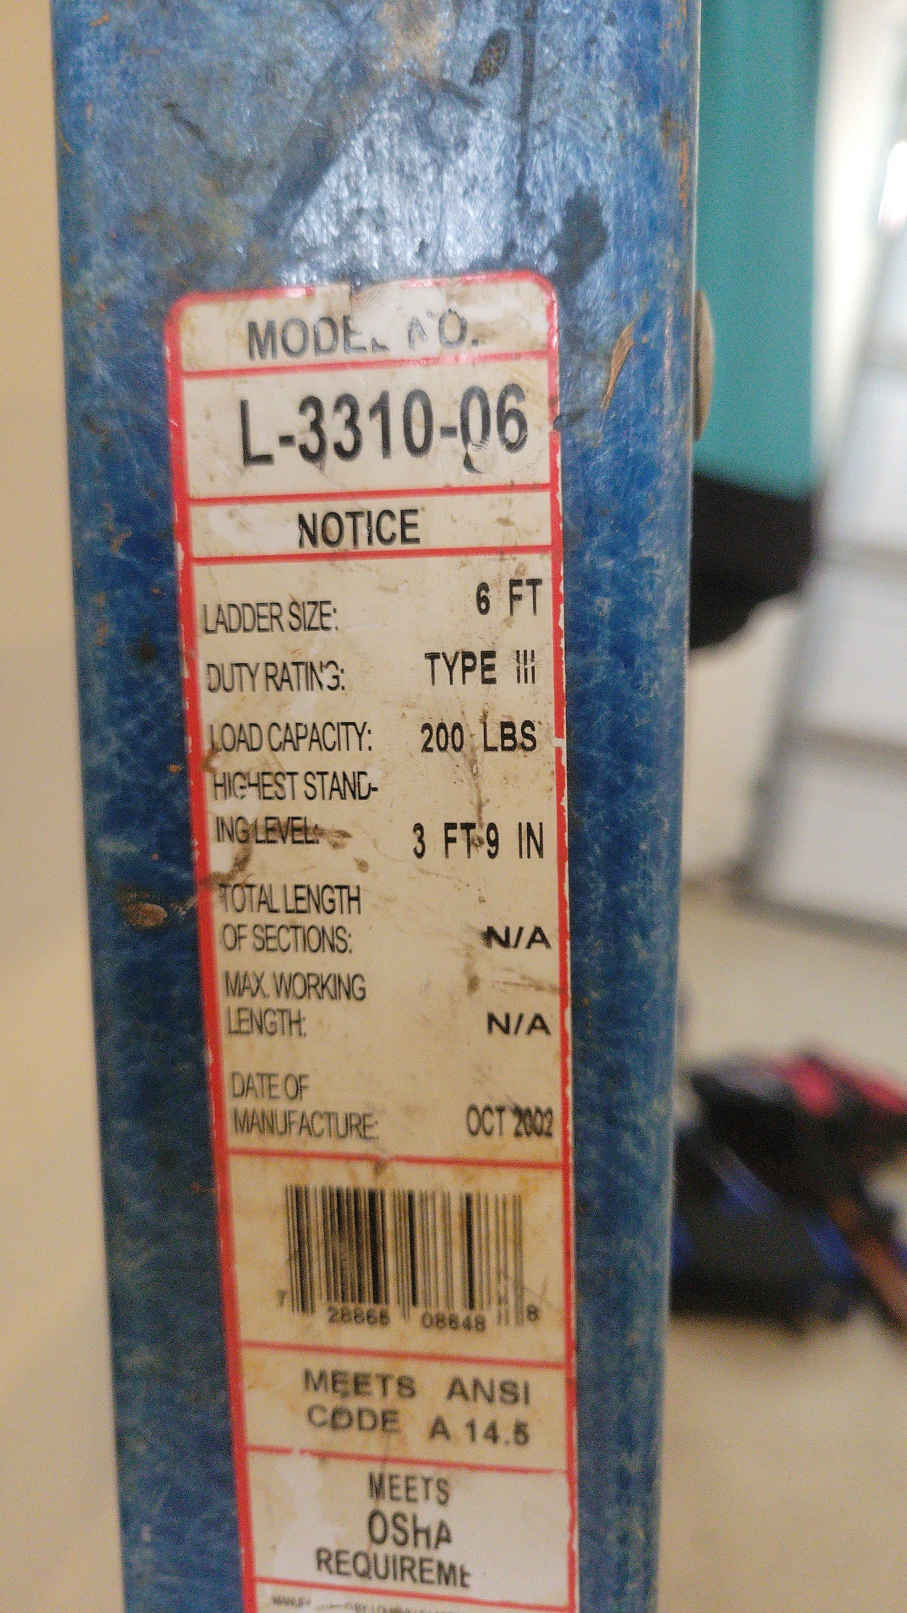 MODEL NO.
L-3310-06
NOTICE
LADDER SIZE: 6 FT
DUTY RATING: TYPE III
LOAD CAPACITY: 200 LBS
HIGHEST STAND-
ING LEVEL: 3 FT-9 IN
TOTAL LENGTH
OF SECTIONS: N/A
MAX. WORKING
LENGTH: N/A
DATE OF
MANUFACTURE: OCT 2002
7 28865 08848 8
MEETS ANSI
CODE A 14.5
MEETS
OSHA
REQUIREME